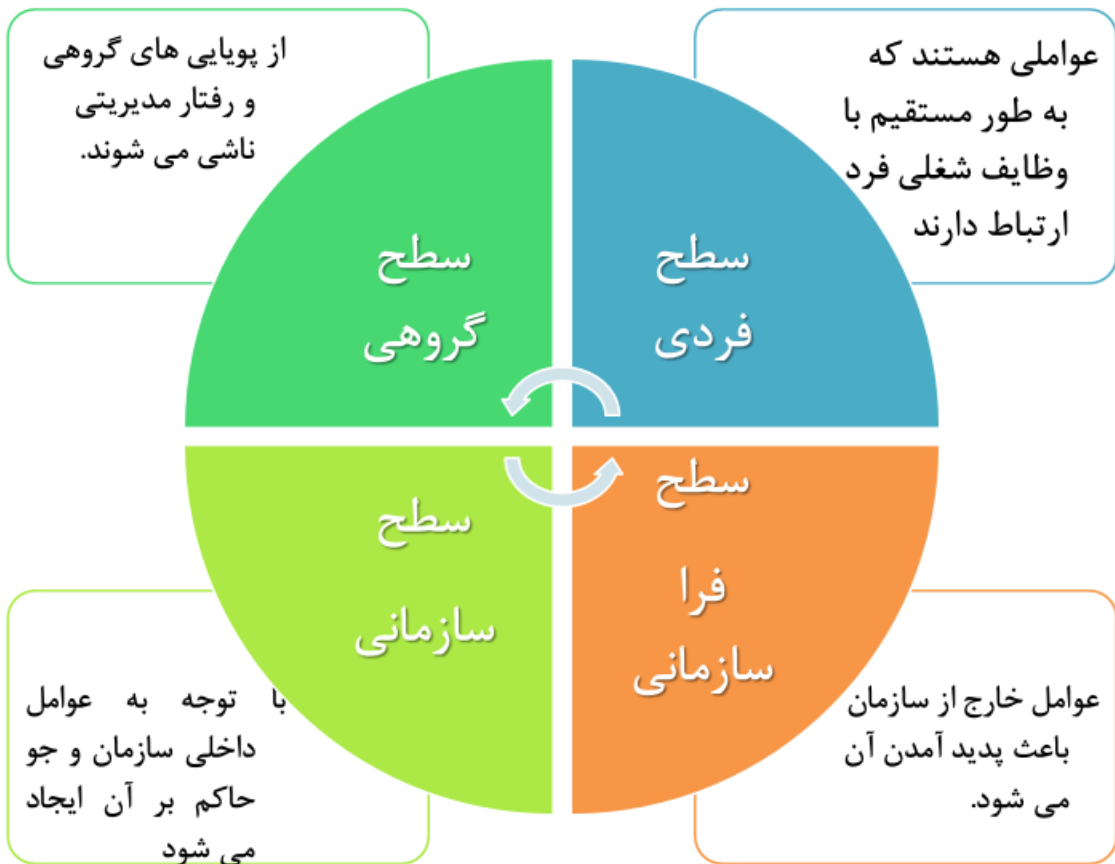 عواملی هستند که
به طور مستقیم با
وظایف شغلی فرد
ارتباط دارند
سطح
فردی
از پویایی های گروهی
و رفتار مدیریتی
ناشی می شوند.
سطح
گروهی
سطح
سازمانی
با توجه به عوامل
داخلی سازمان و جو
حاکم بر آن ایجاد
می شود
سطح
فرا
سازمانی
عوامل خارج از سازمان
باعث پدید آمدن آن
می شود.